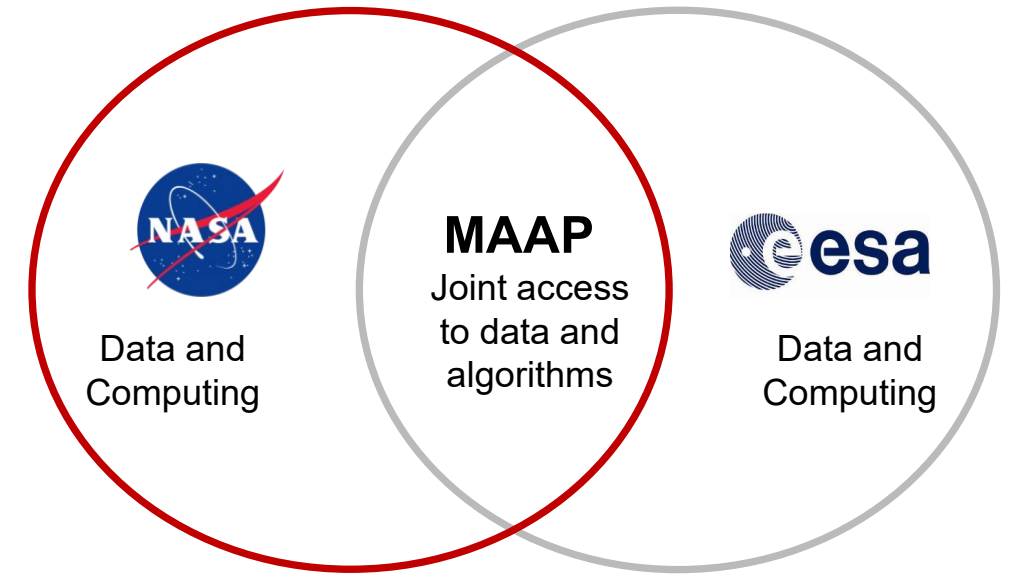 NASA
Data and
Computing
MAAP
Joint access
to data and
algorithms
esa
Data and
Computing